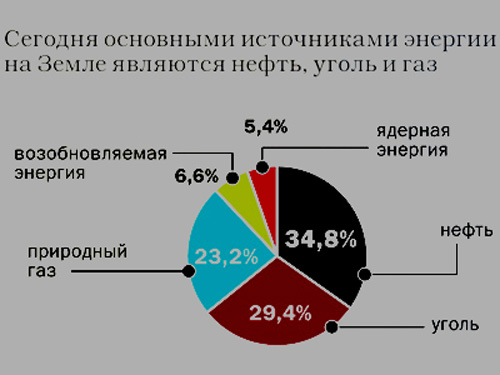 Сегодня основными источниками энергии
на Земле являются нефть, уголь и газ
5,4%
ядерная
энергия
возобновляемая
энергия
6,6%
34,8%
нефть
природный
газ
23,2%
29,4%
уголь